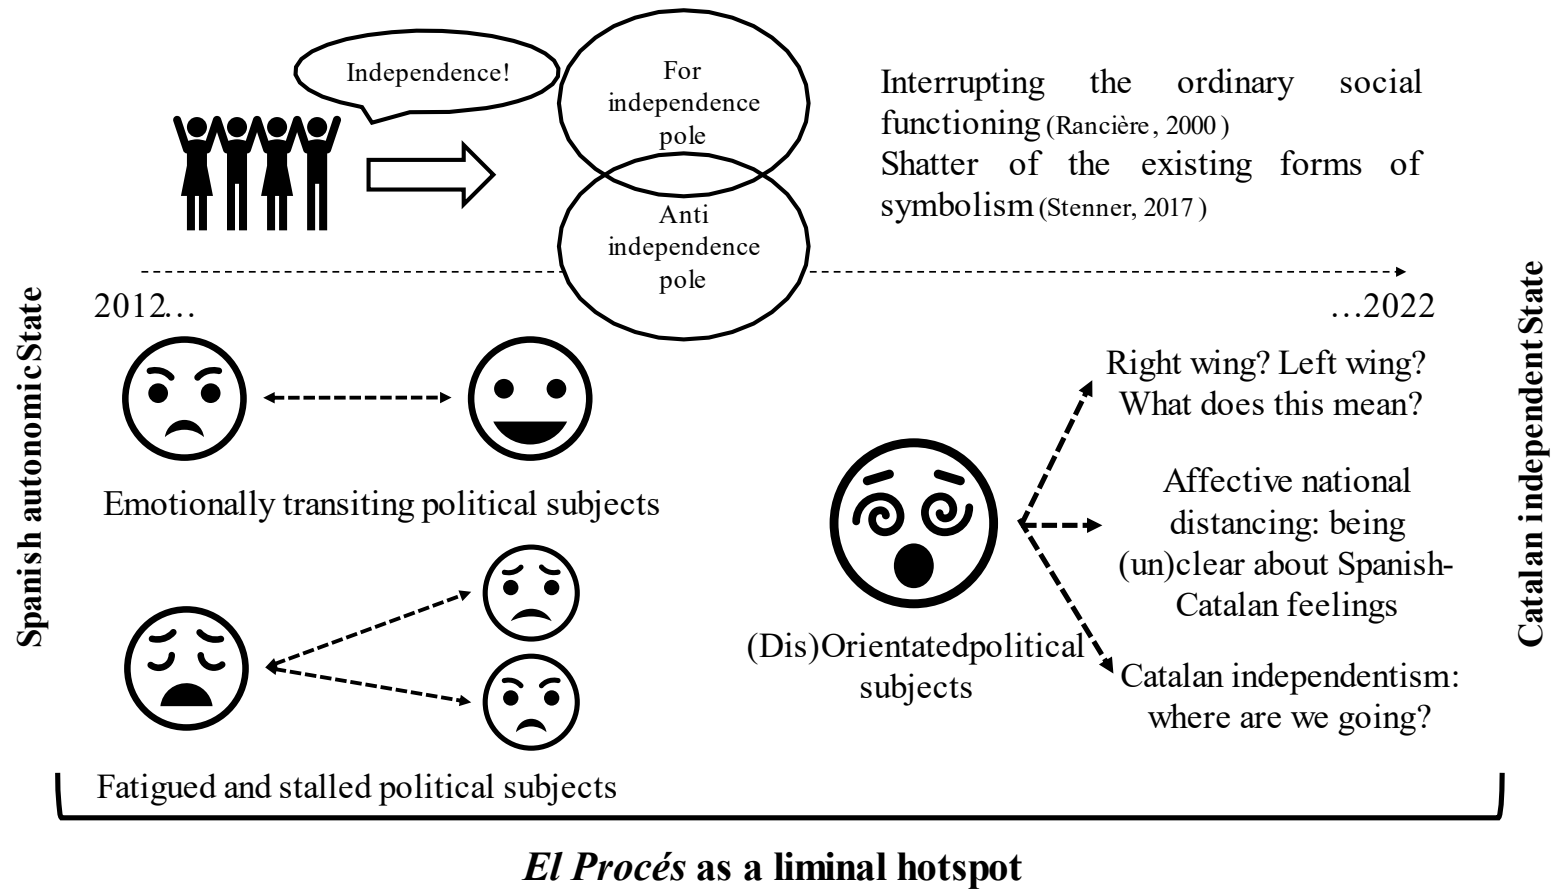 Independence!
For
independence
pole
Anti
independence
pole
Interrupting the ordinary social
functioning (Rancière, 2000)
Shatter of the existing forms of
symbolism (Stenner, 2017)
2012…
…2022
Spanish autonomic State
Catalan independent State
Emotionally transiting political subjects
Fatigued and stalled political subjects
(Dis)Orientated political
subjects
Right wing? Left wing?
What does this mean?
Affective national
distancing: being
(un)clear about Spanish-
Catalan feelings
Catalan independentism:
where are we going?
El Procés as a liminal hotspot